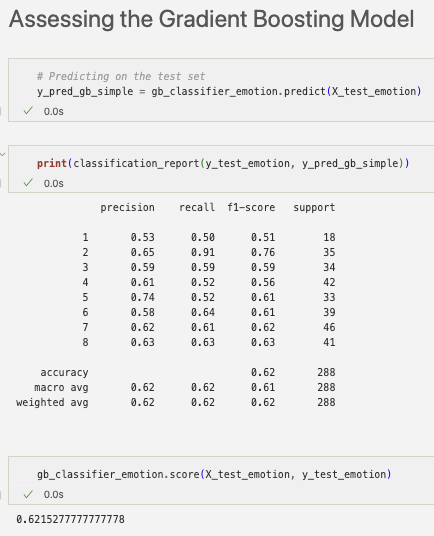 Assessing the Gradient Boosting Model
# Predicting on the test set
y_pred_gb_simple = gb_classifier_emotion.predict(X_test_emotion)
0.0s
print(classification_report(y_test_emotion, y_pred_gb_simple))
0.0s
precision recall f1-score support
1 0.53 0.50 0.51 18
2 0.65 0.91 0.76 35
3 0.59 0.59 0.59 34
4 0.61 0.52 0.56 42
5 0.74 0.52 0.61 33
6 0.58 0.64 0.61 39
7 0.62 0.61 0.62 46
8 0.63 0.63 0.63 41
accuracy 0.62 288
macro avg 0.62 0.62 0.61 288
weighted avg 0.62 0.62 0.62 288
gb_classifier_emotion.score(X_test_emotion, y_test_emotion)
0.0s
0.6215277777777778